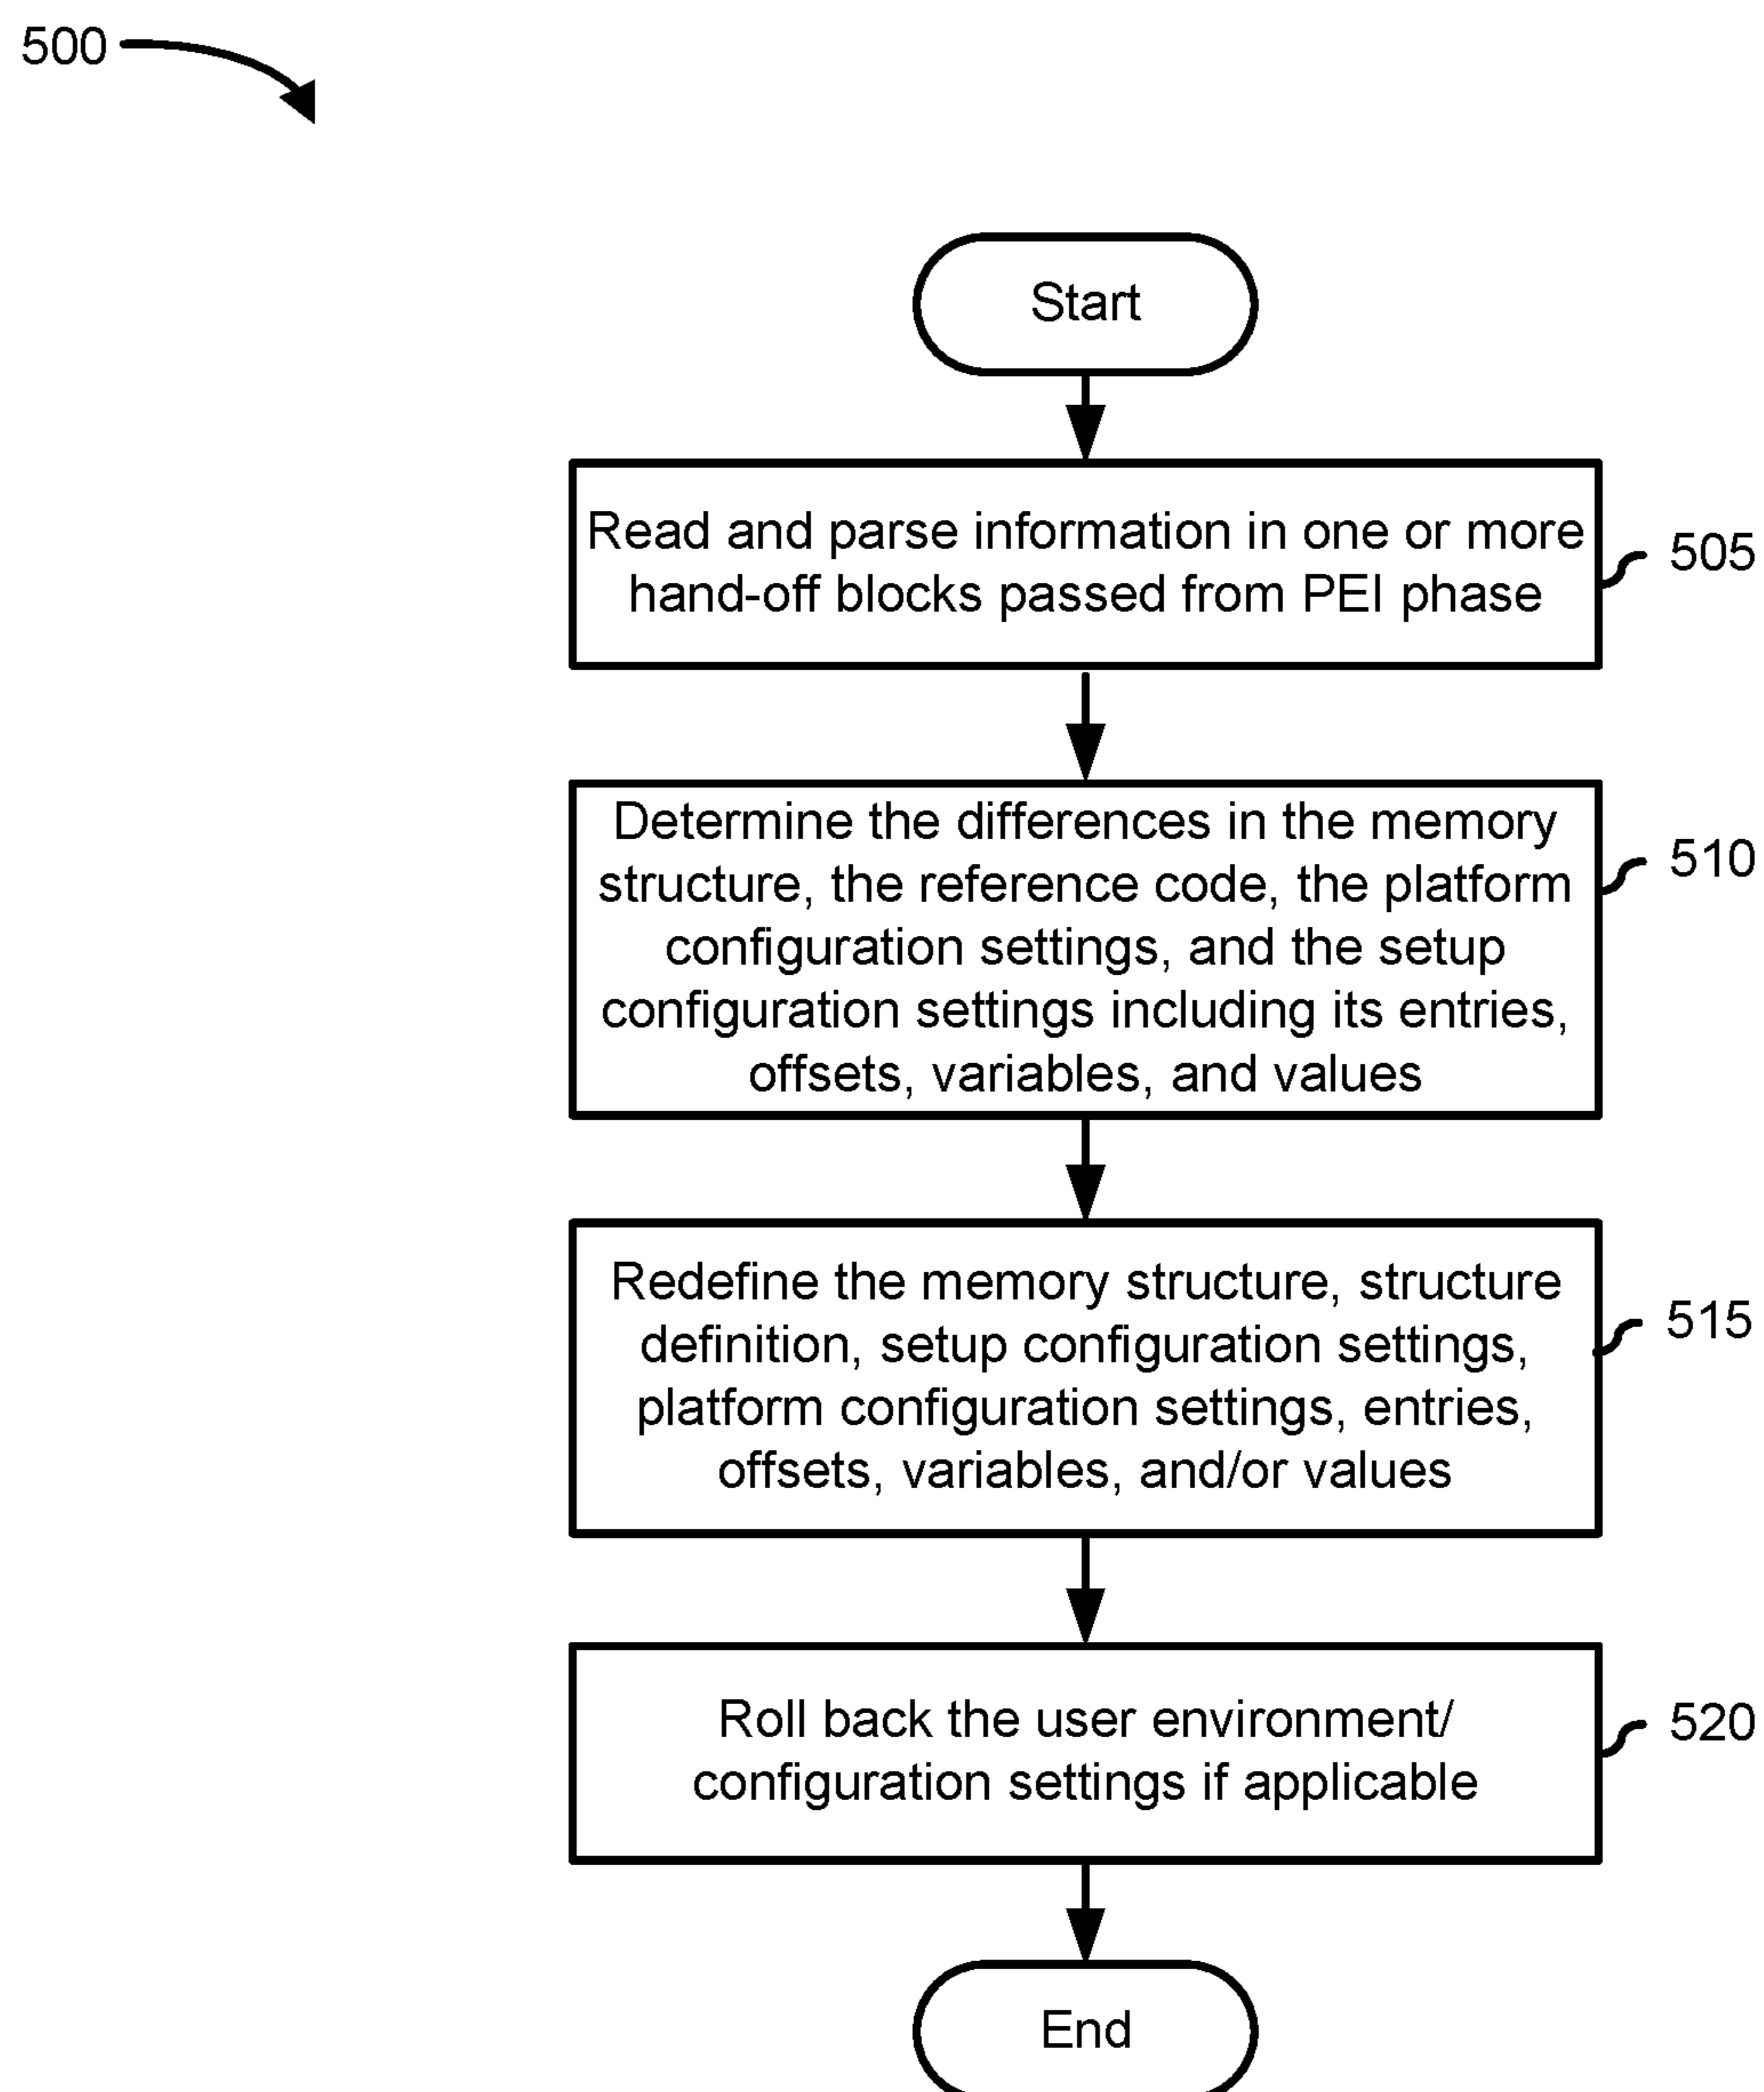 500
Start
Read and parse information in one or more
hand-off blocks passed from PEI phase
505
Determine the differences in the memory
structure, the reference code, the platform
configuration settings, and the setup
configuration settings including its entries,
offsets, variables, and values
510
Redefine the memory structure, structure
definition, setup configuration settings,
platform configuration settings, entries,
offsets, variables, and/or values
515
Roll back the user environment/
configuration settings if applicable
520
End